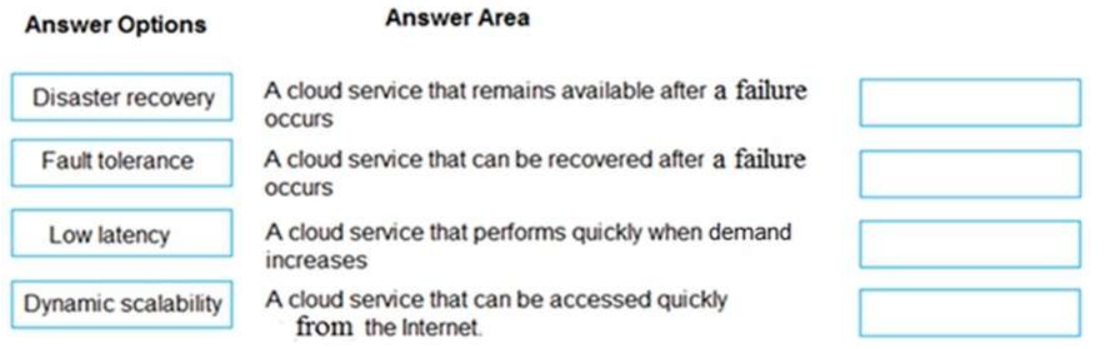 Answer Options
Answer Area
Disaster recovery
A cloud service that remains available after a failure
occurs
Fault tolerance
A cloud service that can be recovered after a failure
occurs
Low latency
A cloud service that performs quickly when demand
increases
Dynamic scalability
A cloud service that can be accessed quickly
from the Internet.